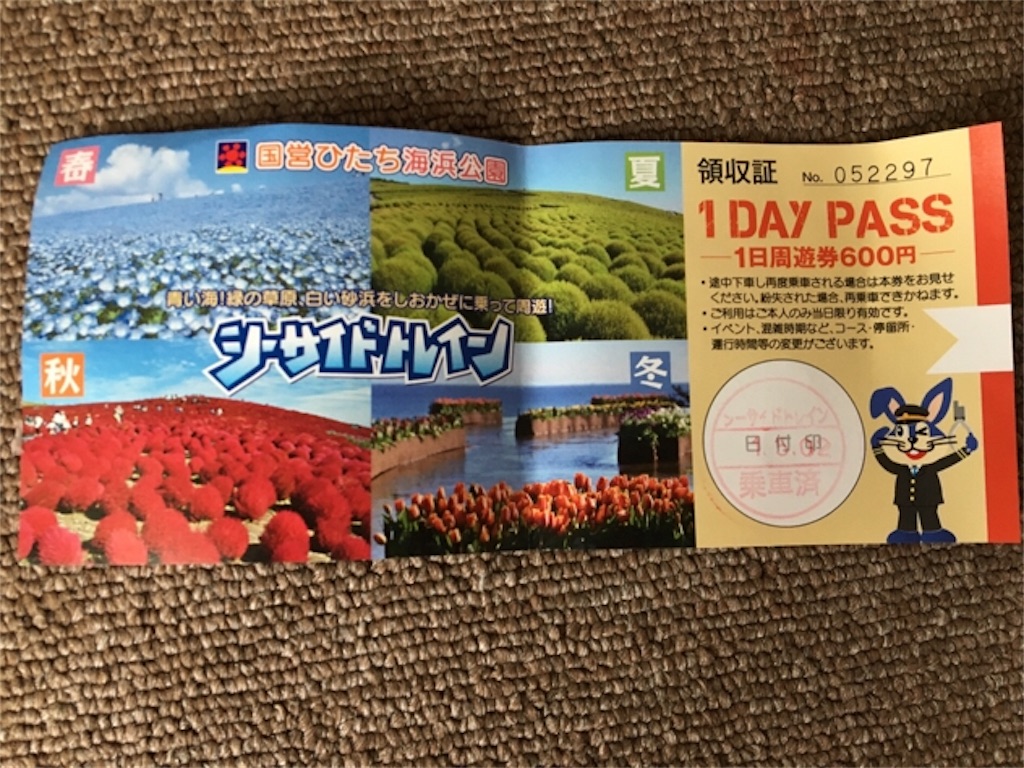 春
国営ひたち海浜公園
夏
青い海！緑の草原、白い砂浜をしおかぜに乗って周遊！
シーサイドトレイン
秋
冬
領収証 No. 052297
1 DAY PASS
1日周遊券600円
・途中下車し再度乗車される場合は本券をお見せ
ください。紛失された場合、再乗車できかねます。
・ご利用はご本人のみ当日限り有効です。
・イベント、混雑時期など、コース・停留所・
運行時間等の変更がございます。
シーサイドトレイン
日付印
乗車済